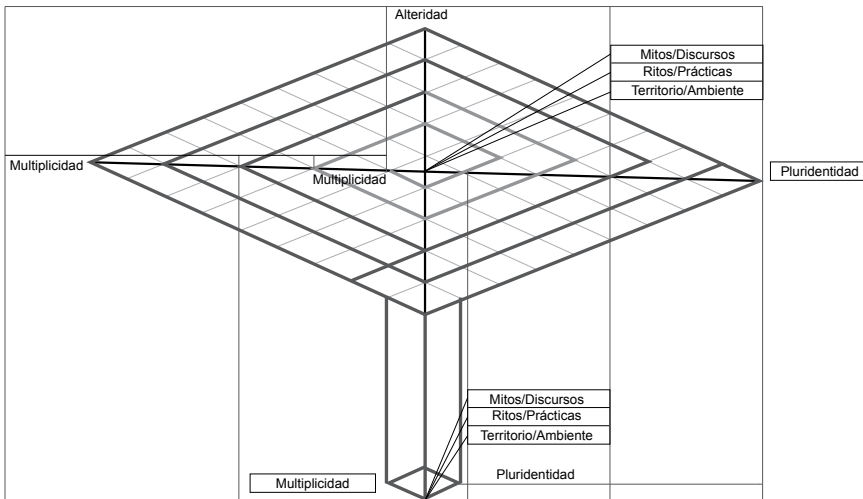 Alteridad
Mitos/Discursos
Ritos/Prácticas
Territorio/Ambiente
Multiplicidad
Multiplicidad
Pluridentidad
Mitos/Discursos
Ritos/Prácticas
Territorio/Ambiente
Multiplicidad
Pluridentidad